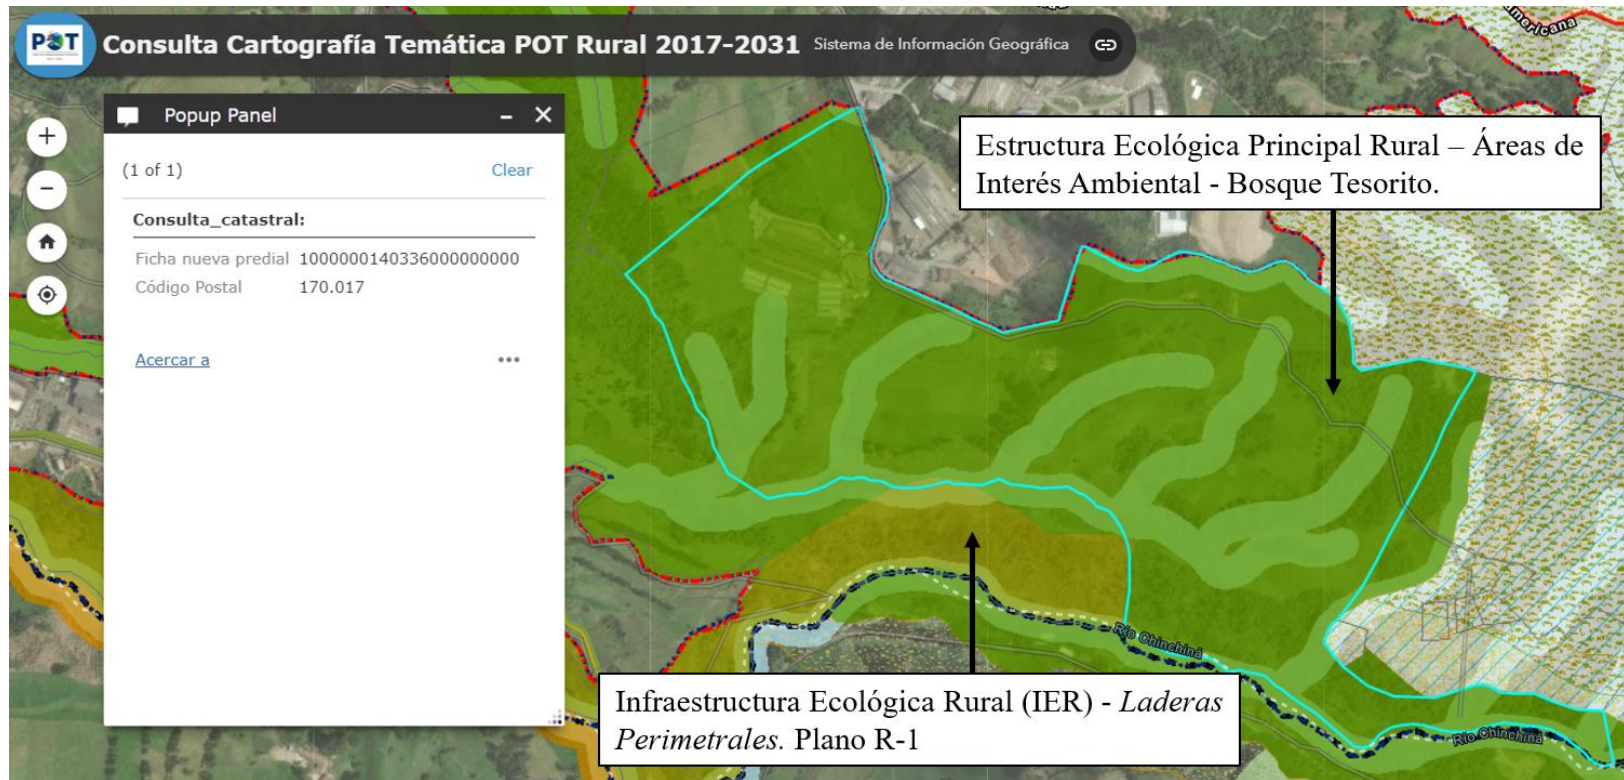 POT
Consulta Cartografía Temática POT Rural 2017-2031 Sistema de Información Geográfica
americana
Popup Panel
(1 of 1) Clear
Consulta_catastral:
Ficha nueva predial 1000000140336000000000
Código Postal 170.017
Acercar a
Estructura Ecológica Principal Rural – Áreas de
Interés Ambiental - Bosque Tesorito.
Río Chinchiná
Infraestructura Ecológica Rural (IER) - Laderas
Perimetrales. Plano R-1
Río Chinchiná